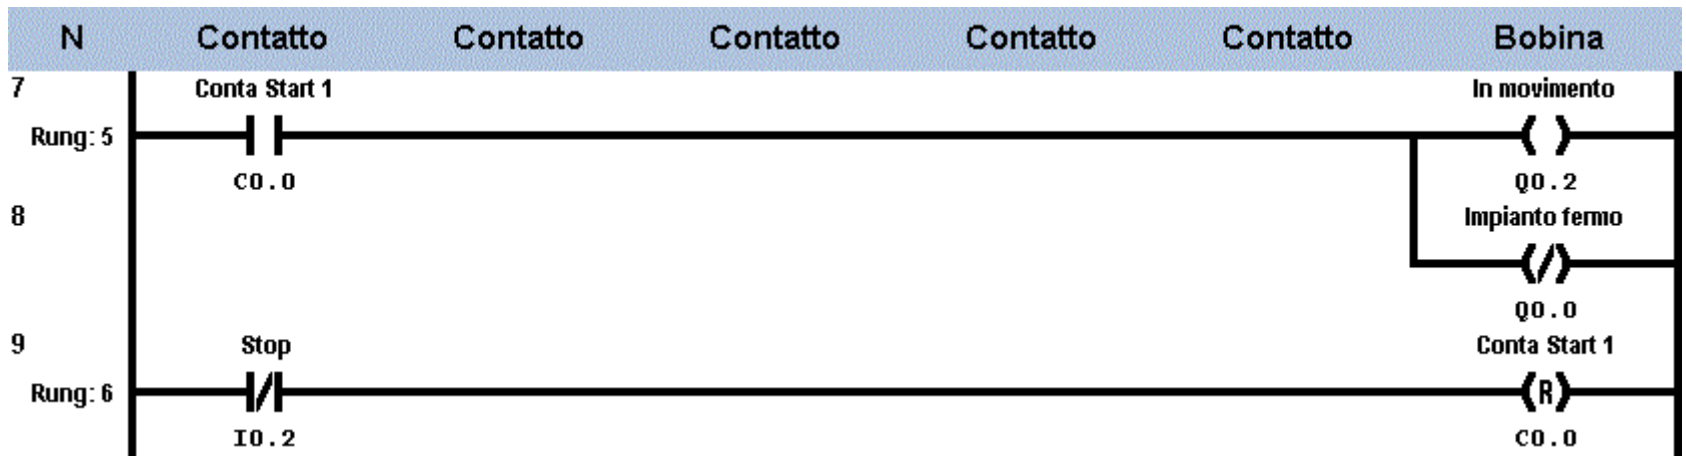 N Contatto Contatto Contatto Contatto Contatto Bobina
7 Conta Start 1 In movimento
Rung: 5
C0.0 Q0.2
8 Impianto fermo
Q0.0
9 Stop Conta Start 1
Rung: 6 R
I0.2 C0.0